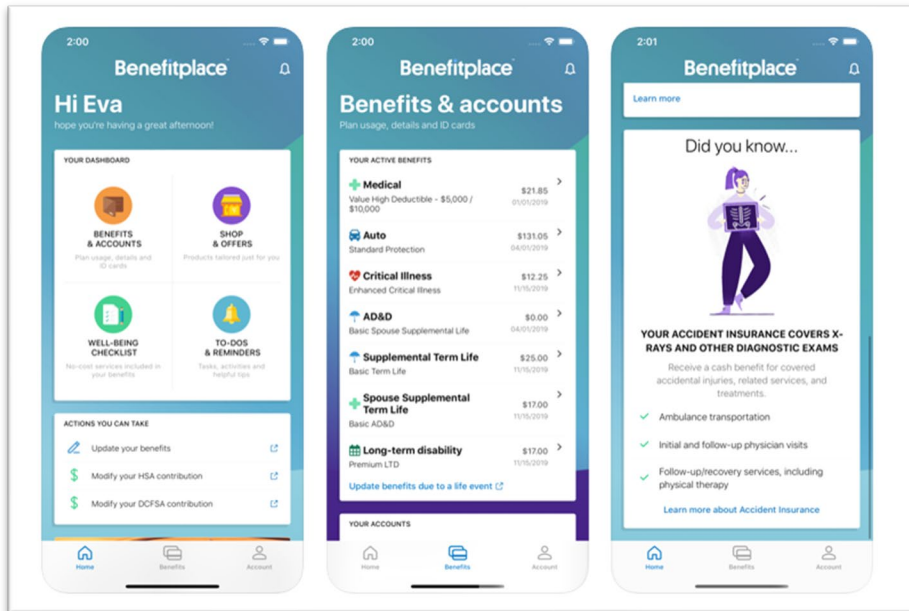 2:00
Benefitplace
Hi Eva
hope you're having a great afternoon!
YOUR DASHBOARD
BENEFITS
& ACCOUNTS
Plan usage, details and
ID cards
SHOP
& OFFERS
Products tailored just for you
WELL-BEING
CHECKLIST
No-cost services included in
your benefits
TO-DOS
& REMINDERS
Tasks, activities and
helpful tips
ACTIONS YOU CAN TAKE
Update your benefits
Modify your HSA contribution
Modify your DCFSA contribution
Home
Benefits
Account
2:00
Benefitplace
Benefits & accounts
Plan usage, details and ID cards
YOUR ACTIVE BENEFITS
Medical
$21.85
Value High Deductible - $5,000 /
$10,000
01/01/2019
Auto
$131.05
Standard Protection
04/01/2019
Critical Illness
$12.25
Enhanced Critical Illness
11/15/2019
AD&D
$0.00
Basic Spouse Supplemental Life
04/01/2019
Supplemental Term Life
$25.00
Basic Term Life
11/15/2019
Spouse Supplemental
Term Life
$17.00
Basic AD&D
11/15/2019
Long-term disability
$17.00
Premium LTD
11/15/2019
Update benefits due to a life event
YOUR ACCOUNTS
Home
Benefits
Account
2:01
Benefitplace
Learn more
Did you know...
YOUR ACCIDENT INSURANCE COVERS X-
RAYS AND OTHER DIAGNOSTIC EXAMS
Receive a cash benefit for covered
accidental injuries, related services, and
treatments.
Ambulance transportation
Initial and follow-up physician visits
Follow-up/recovery services, including
physical therapy
Learn more about Accident Insurance
Home
Benefits
Account